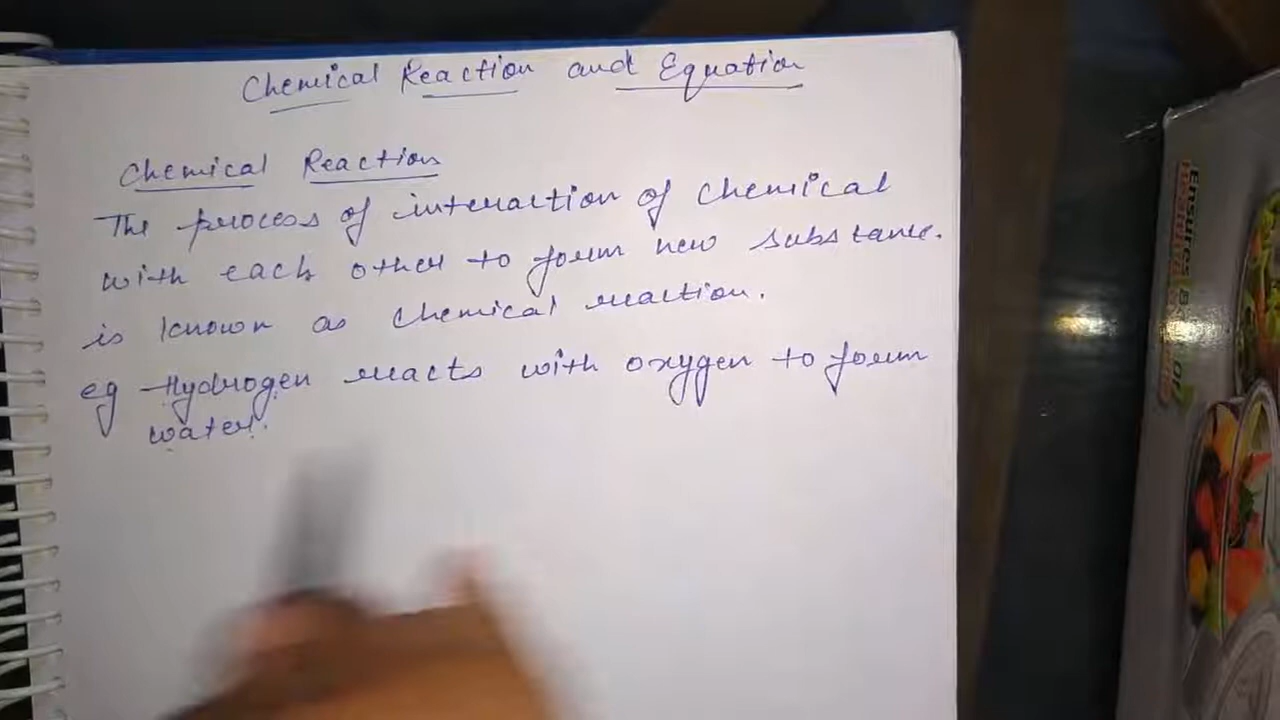 Chemical Reaction and Equation
Chemical Reaction
The process of interaction of chemical
with each other to form new substance.
is known as chemical reaction.
eg Hydrogen reacts with oxygen to form
water.
Ensures